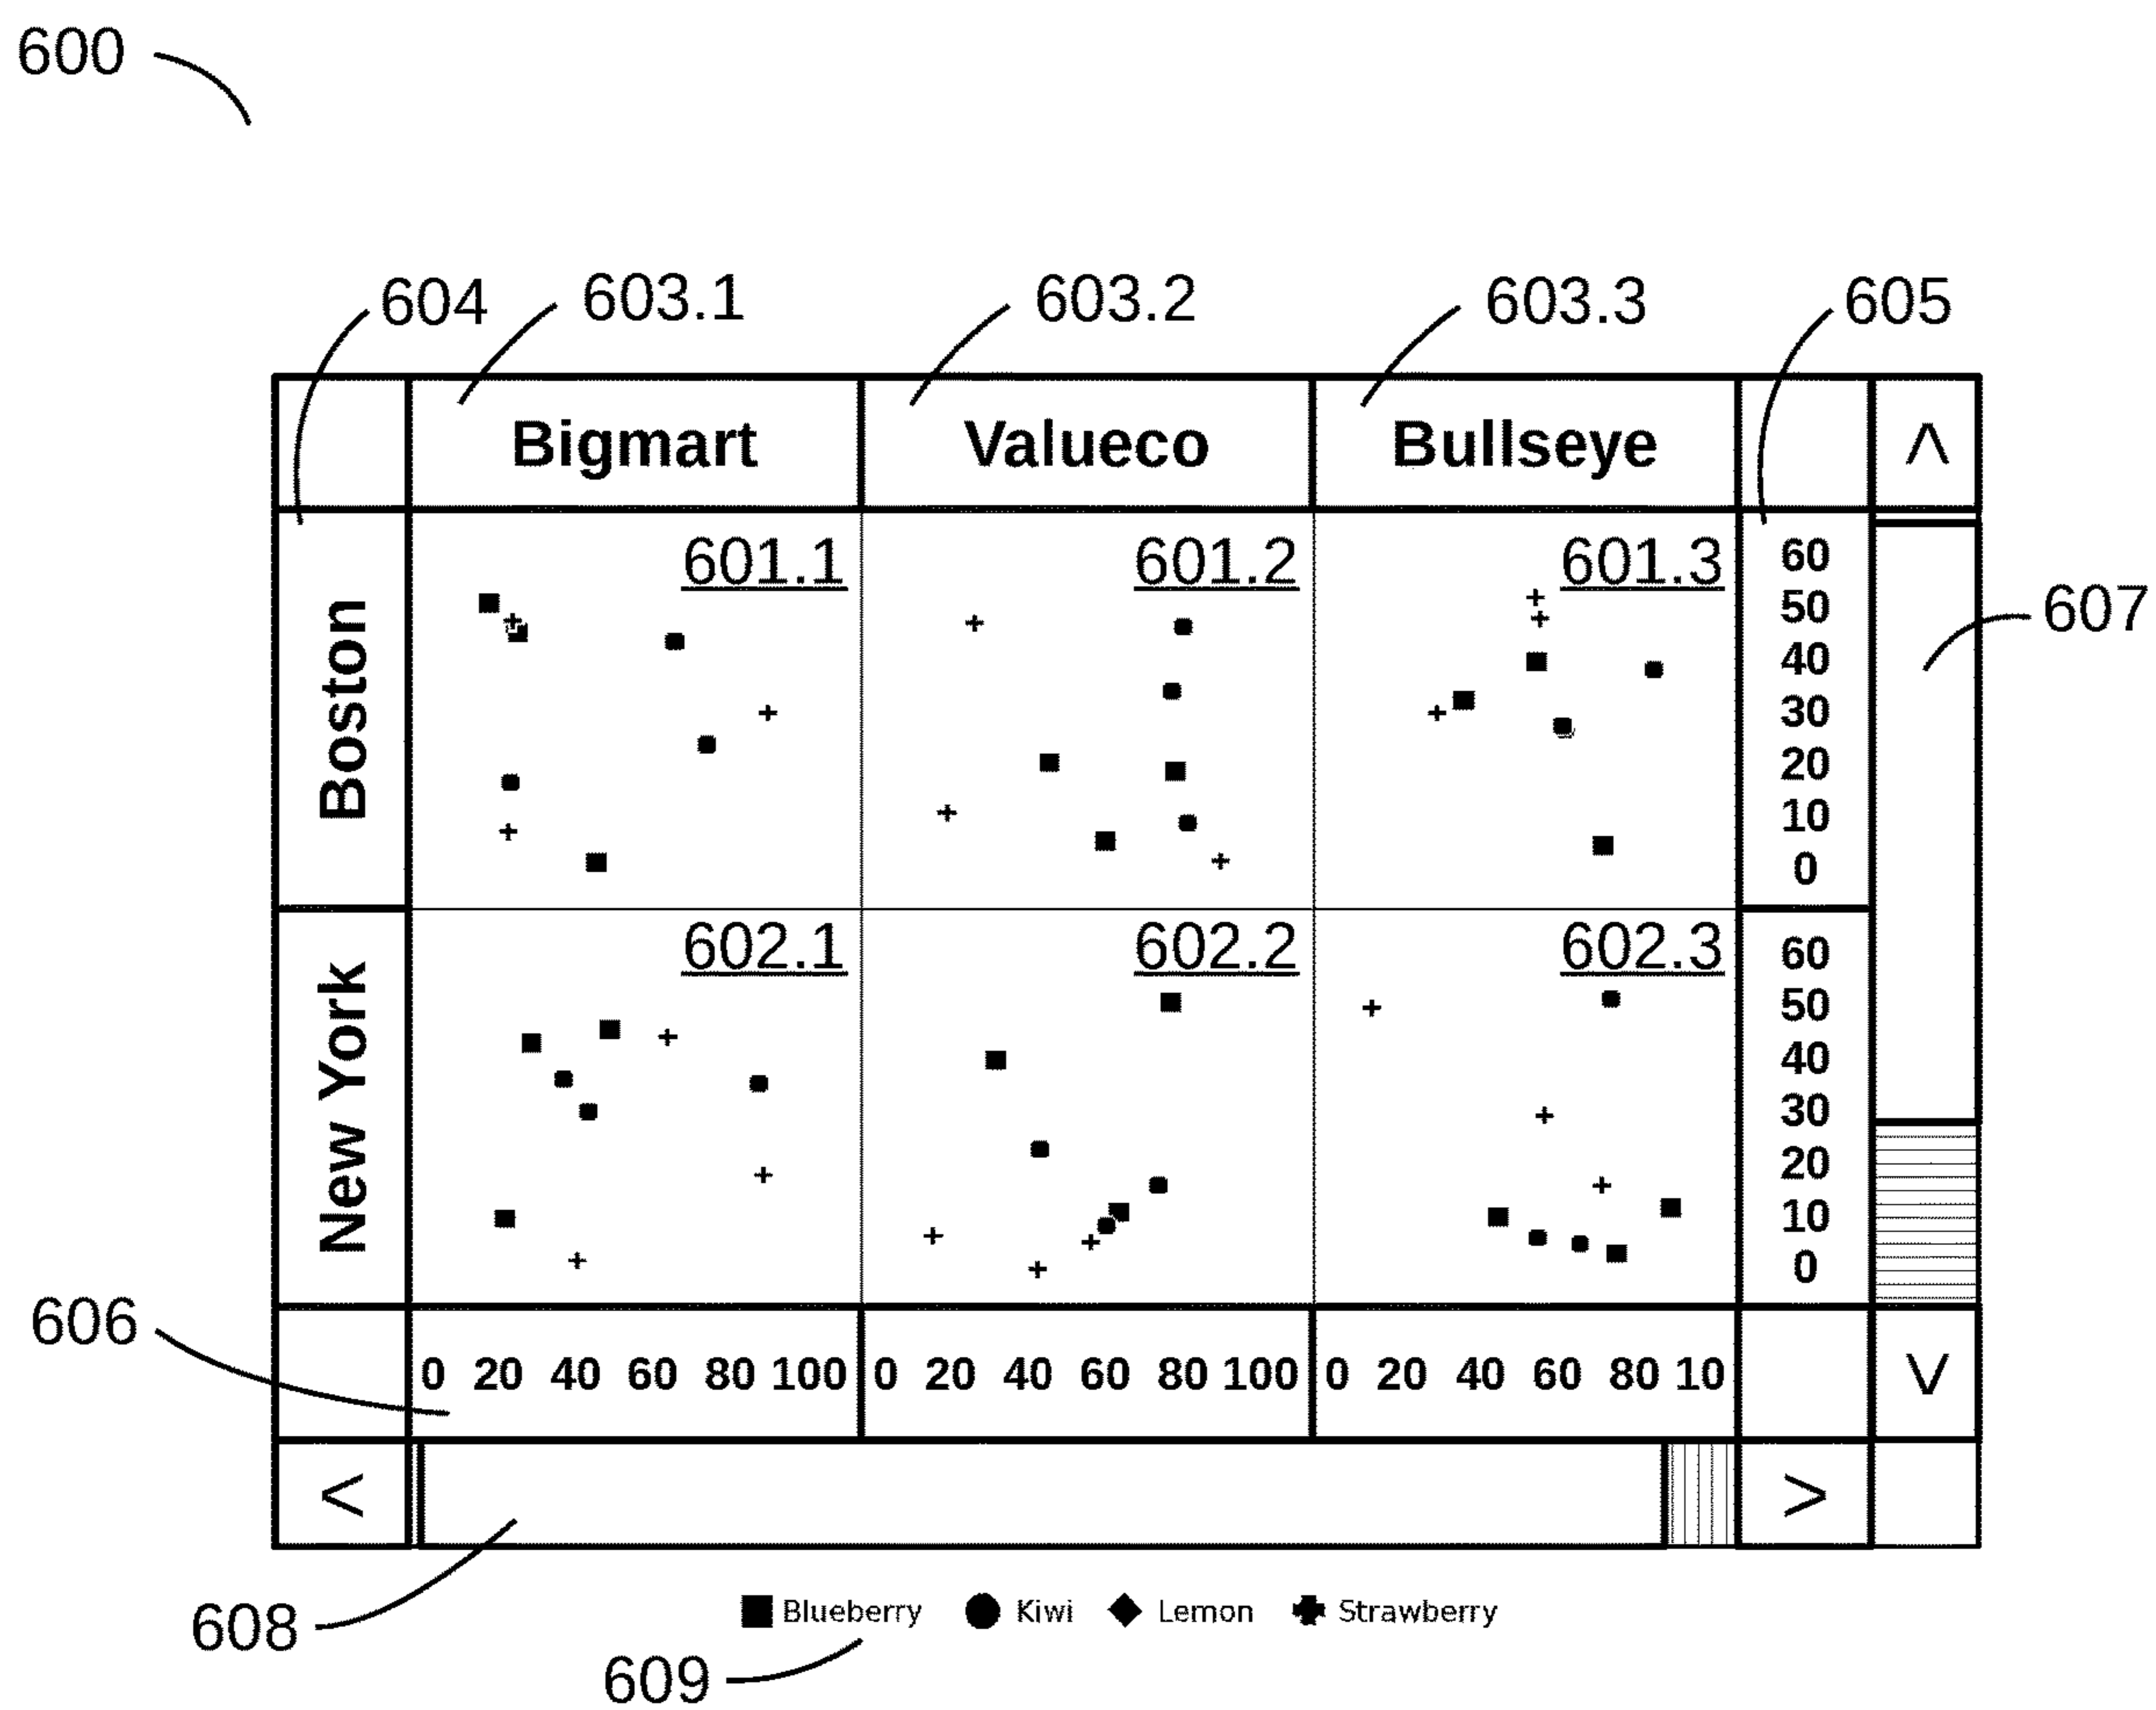 600
604 603.1 603.2 603.3 605
Bigmart Valueco Bullseye ^
601.1 601.2 601.3
Boston
60
50
40
30
20
10
0
607
602.1 602.2 602.3
New York
60
50
40
30
20
10
0
606
0 20 40 60 80 100 0 20 40 60 80 100 0 20 40 60 80 10 V
< >
608
Blueberry Kiwi Lemon Strawberry
609